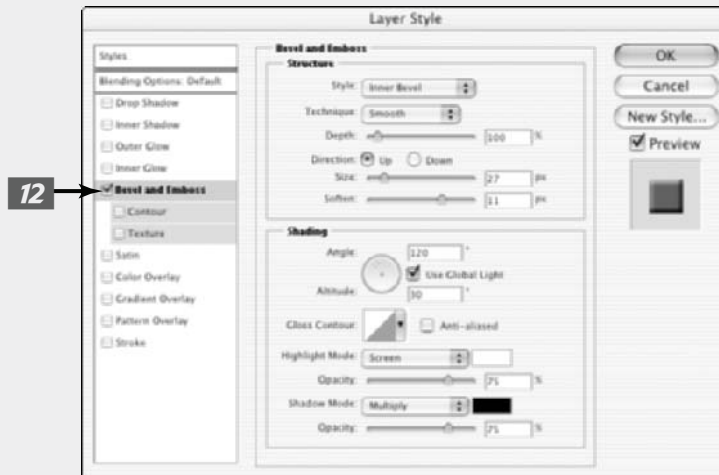 Layer Style
Styles
Blending Options: Default
Drop Shadow
Inner Shadow
Outer Glow
Inner Glow
12
Bevel and Emboss
Contour
Texture
Satin
Color Overlay
Gradient Overlay
Pattern Overlay
Stroke
Bevel and Emboss
Structure
Style: Inner Bevel
Technique: Smooth
Depth: 100 %
Direction: Up Down
Size: 27 px
Soften: 11 px
Shading
Angle: 120 °
Use Global Light
Altitude: 30 °
Gloss Contour: Anti-aliased
Highlight Mode: Screen
Opacity: 75 %
Shadow Mode: Multiply
Opacity: 75 %
OK
Cancel
New Style...
Preview